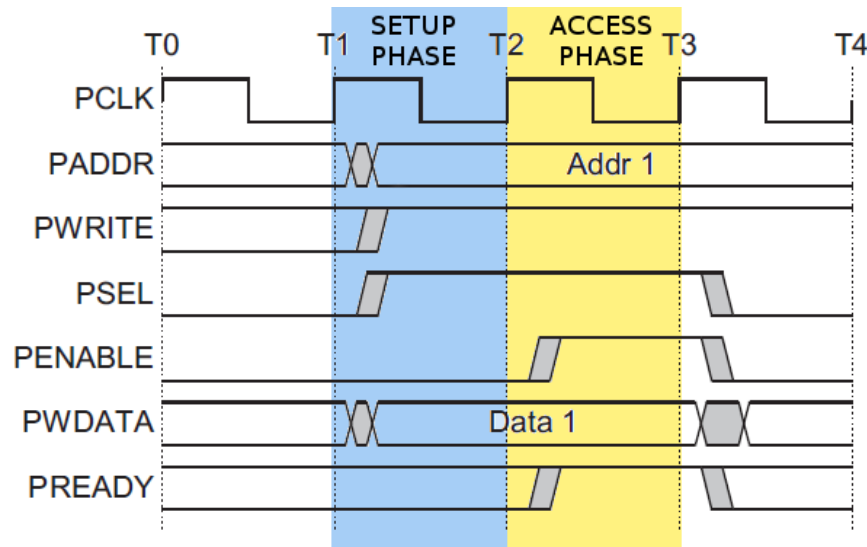 SETUP PHASE
ACCESS PHASE
T0 T1 T2 T3 T4
PCLK
PADDR Addr 1
PWRITE
PSEL
PENABLE
PWDATA Data 1
PREADY